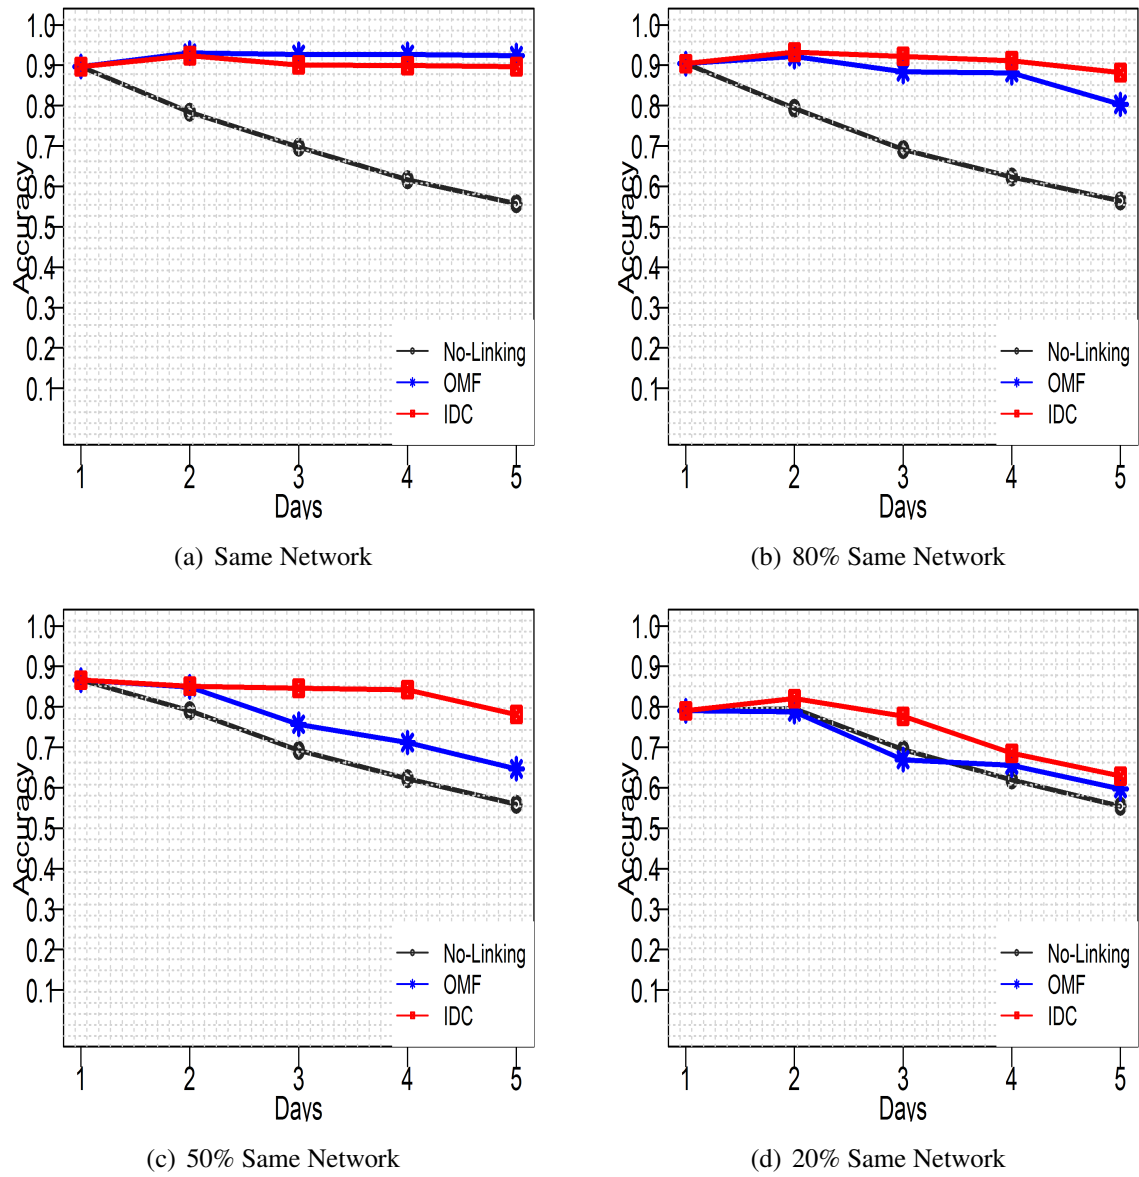 1.0
0.9
0.8
0.7
0.6
0.5
0.4
0.3
0.2
0.1
Accuracy
No-Linking
OMF
IDC
1 2 3 4 5
Days
(a) Same Network
1.0
0.9
0.8
0.7
0.6
0.5
0.4
0.3
0.2
0.1
Accuracy
No-Linking
OMF
IDC
1 2 3 4 5
Days
(b) 80% Same Network
1.0
0.9
0.8
0.7
0.6
0.5
0.4
0.3
0.2
0.1
Accuracy
No-Linking
OMF
IDC
1 2 3 4 5
Days
(c) 50% Same Network
1.0
0.9
0.8
0.7
0.6
0.5
0.4
0.3
0.2
0.1
Accuracy
No-Linking
OMF
IDC
1 2 3 4 5
Days
(d) 20% Same Network